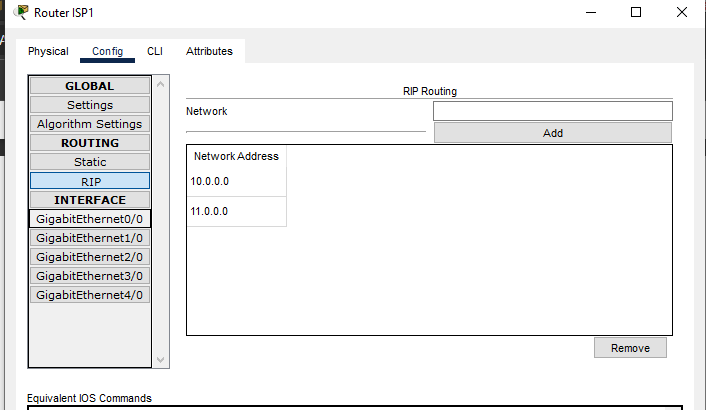 Router ISP1
Physical Config CLI Attributes
GLOBAL
Settings
Algorithm Settings
ROUTING
Static
RIP
INTERFACE
GigabitEthernet0/0
GigabitEthernet1/0
GigabitEthernet2/0
GigabitEthernet3/0
GigabitEthernet4/0
RIP Routing
Network
Add
Network Address
10.0.0.0
11.0.0.0
Remove
Equivalent IOS Commands